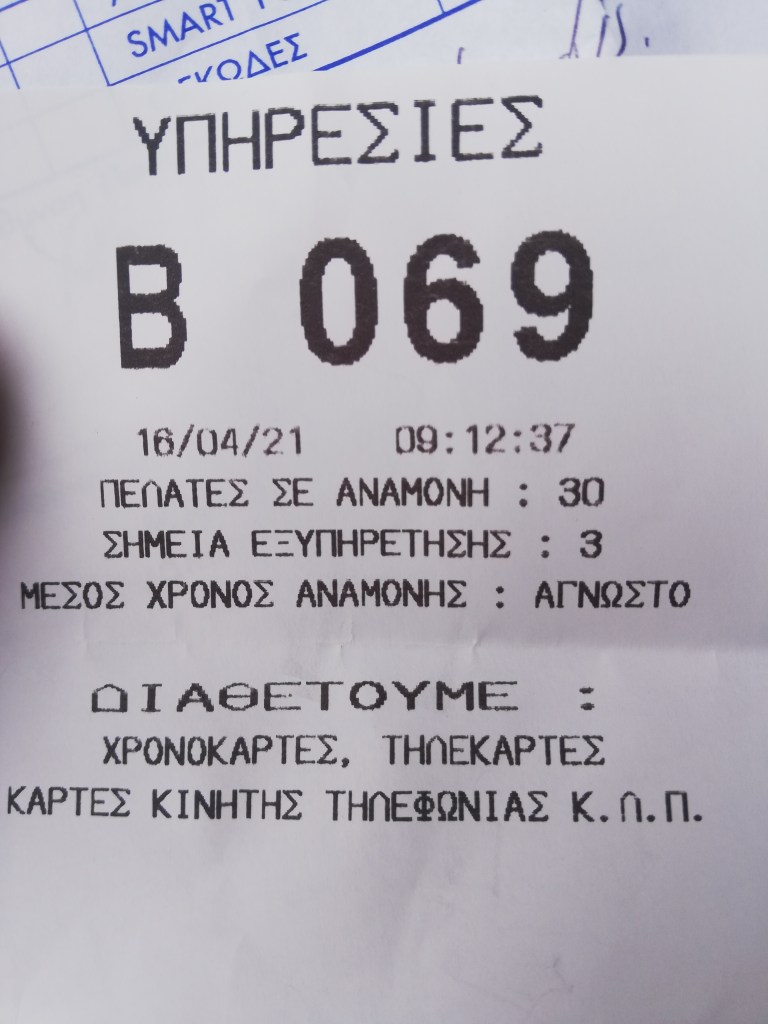 SMART
ΥΠΗΡΕΣΙΕΣ
Β 069
16/04/21 09:12:37
ΠΕΛΑΤΕΣ ΣΕ ΑΝΑΜΟΝΗ : 30
ΣΗΜΕΙΑ ΕΞΥΠΗΡΕΤΗΣΗΣ : 3
ΜΕΣΟΣ ΧΡΟΝΟΣ ΑΝΑΜΟΝΗΣ : ΑΓΝΩΣΤΟ
ΔΙΑΘΕΤΟΥΜΕ :
ΧΡΟΝΟΚΑΡΤΕΣ, ΤΗΛΕΚΑΡΤΕΣ
ΚΑΡΤΕΣ ΚΙΝΗΤΗΣ ΤΗΛΕΦΩΝΙΑΣ Κ.Λ.Π.